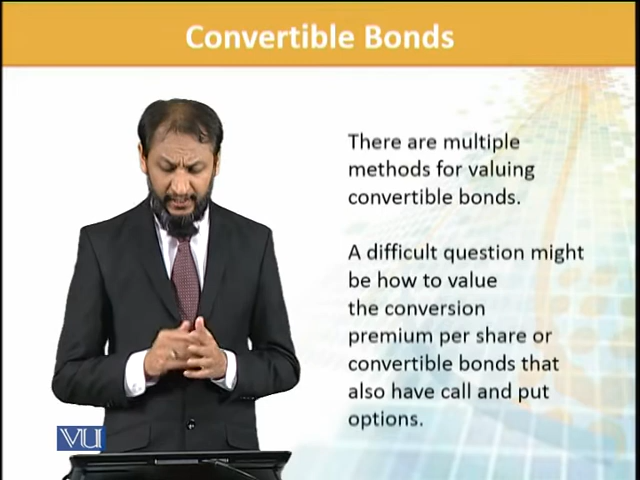 Convertible Bonds
There are multiple
methods for valuing
convertible bonds.
A difficult question might
be how to value
the conversion
premium per share or
convertible bonds that
also have call and put
options.
VU